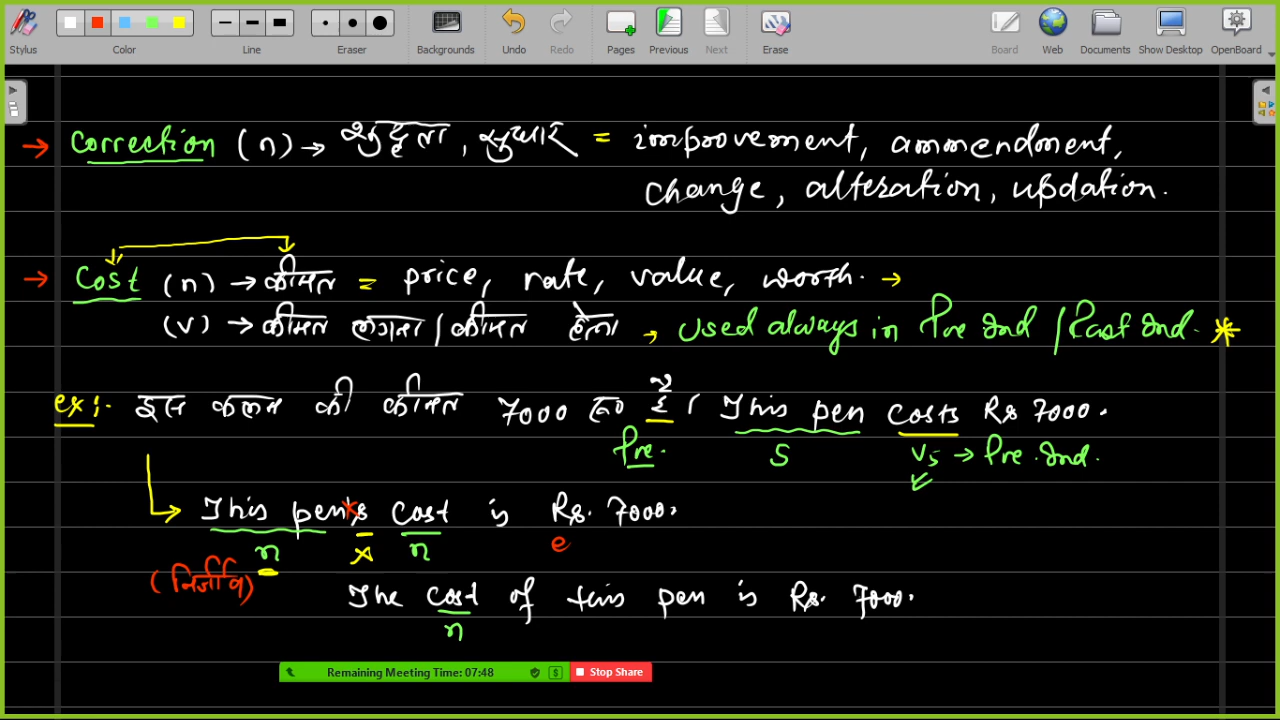 Stylus Color Line Eraser Backgrounds Undo Redo Pages Previous Next Erase Board Web Documents Show Desktop OpenBoard
→ Correction (n) → शुद्धता, सुधार = improvement, ammendment,
change, alteration, updation.
→ Cost (n) → कीमत = price, rate, value, worth. →
(v) → कीमत लगना / कीमत होना → used always in Pre Ind / Past Ind. *
ex:- इस कलम की कीमत 7000 रू० है। This pen costs Rs 7000.
Pre. S V5 → Pre. Ind.
→ This pen's cost is Rs. 7000.
n x n e
(निर्जीव)
The cost of this pen is Rs. 7000.
n
Remaining Meeting Time: 07:48 Stop Share